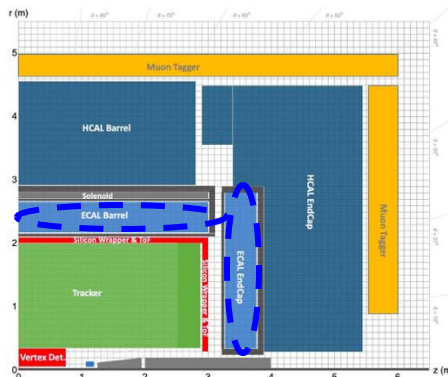 r (m)
5
Muon Tagger
4
HCAL Barrel
HCAL EndCap
3
Solenoid
ECAL Barrel
2
Silicon Wrapper & ToF
Silicon Wrapper & ToF
ECAL EndCap
Muon Tagger
Tracker
1
Vertex Det.
0
0
1
2
3
4
5
6
z (m)